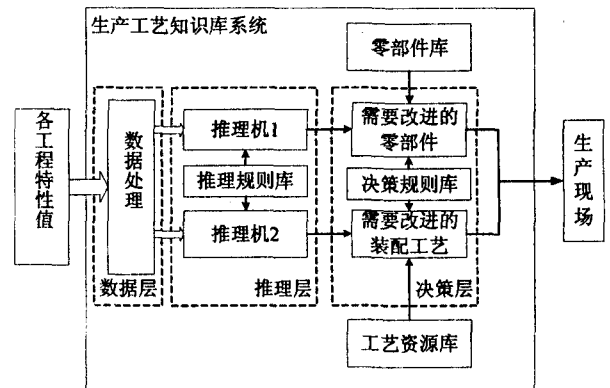 生产工艺知识库系统
零部件库
各工程特性值
数据处理
推理机1
需要改进的
零部件
推理规则库
决策规则库
推理机2
需要改进的
装配工艺
生产现场
数据层
推理层
决策层
工艺资源库